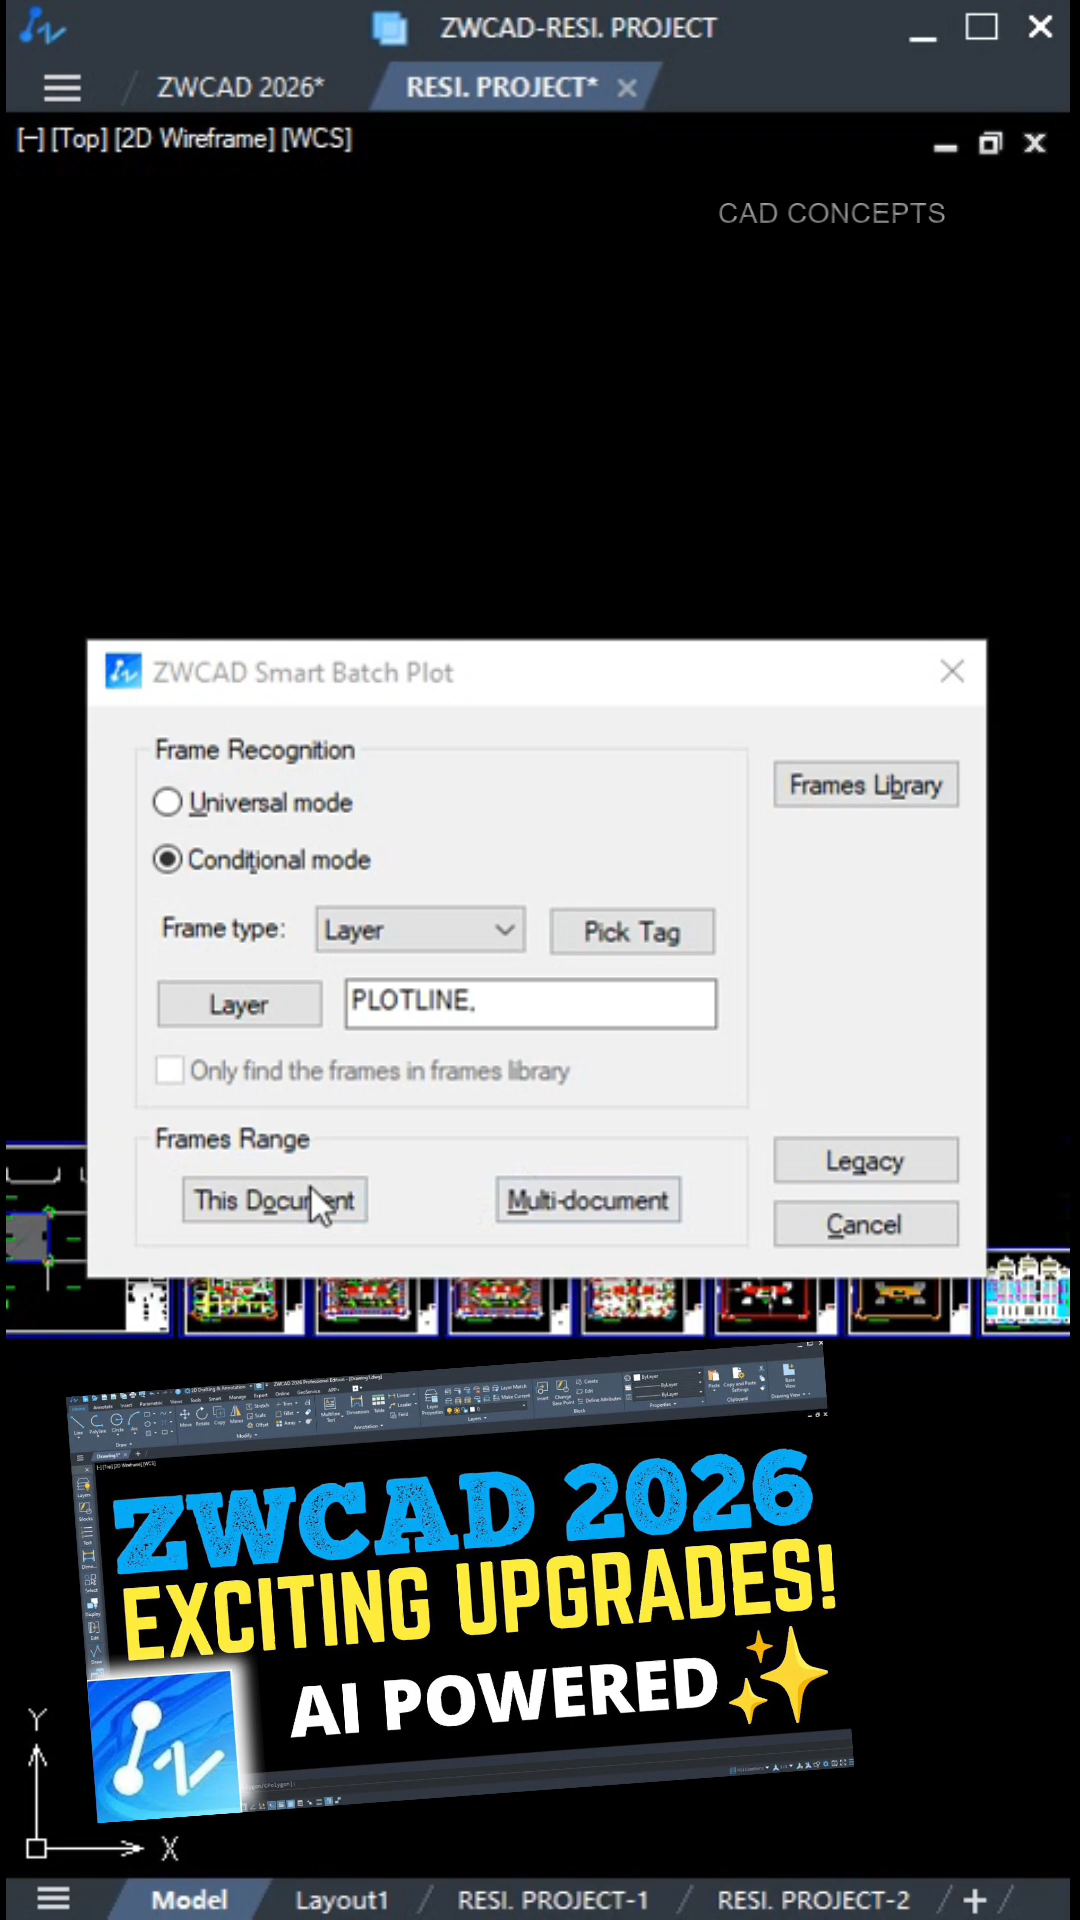 ZWCAD-RESI. PROJECT
ZWCAD 2026*
RESI. PROJECT*
[-] [Top] [2D Wireframe] [WCS]
CAD CONCEPTS
ZWCAD Smart Batch Plot
Frame Recognition
Universal mode
Frames Library
Conditional mode
Frame type:
Layer
Pick Tag
Layer
PLOTLINE,
Only find the frames in frames library
Frames Range
This Document
Multi-document
Legacy
Cancel
ZWCAD 2026
EXCITING UPGRADES!
AI POWERED
Y
X
Model
Layout1
RESI. PROJECT-1
RESI. PROJECT-2